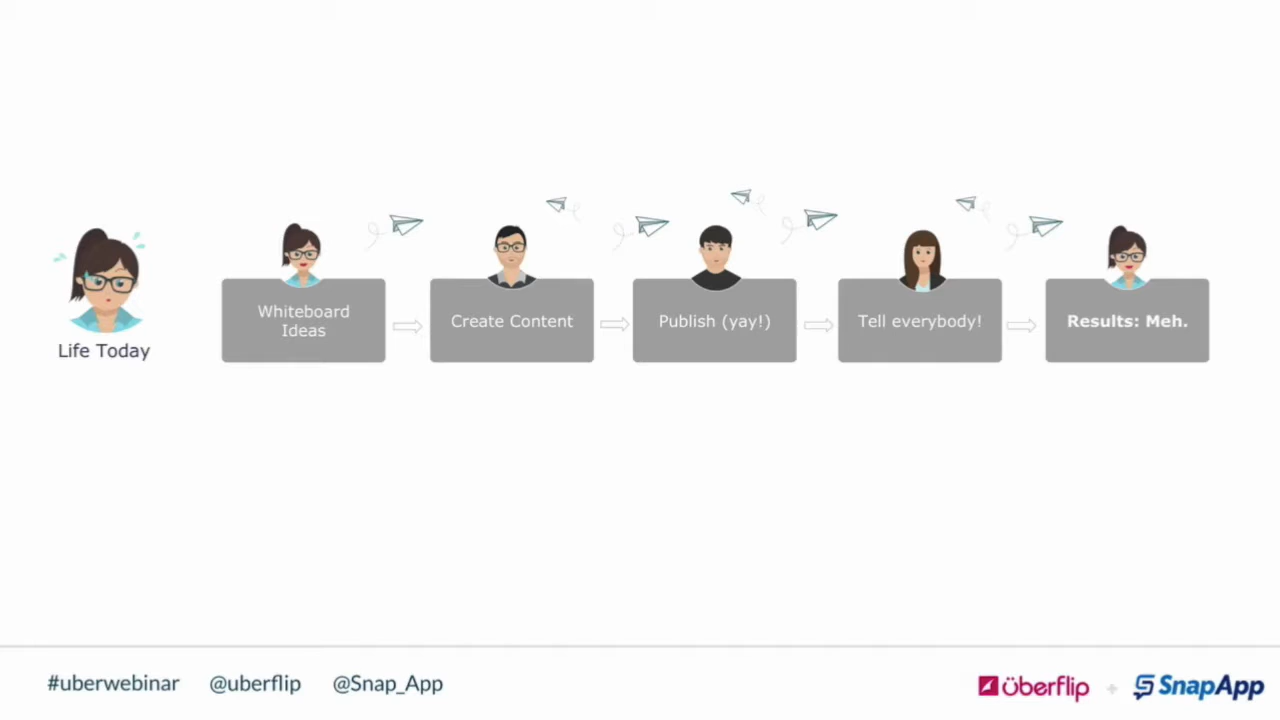 Life Today
Whiteboard
Ideas
Create Content
Publish (yay!)
Tell everybody!
Results: Meh.
#uberwebinar @uberflip @Snap_App
überflip + SnapApp